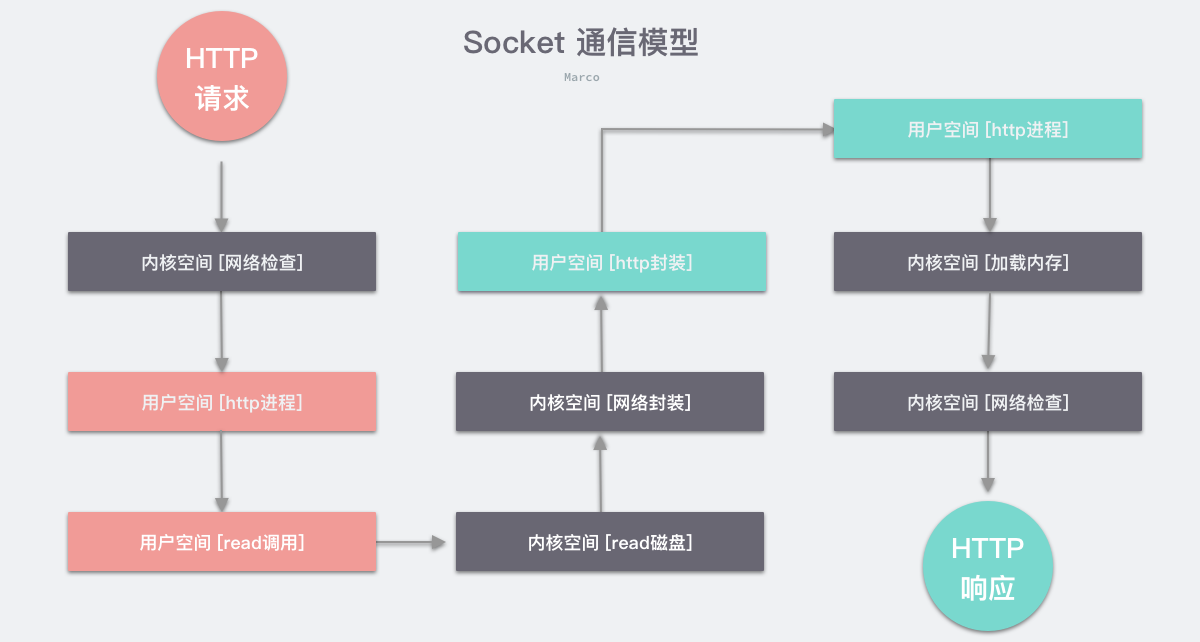 Socket 通信模型
Marco
HTTP
请求
内核空间 [网络检查]
用户空间 [http进程]
用户空间 [read调用]
内核空间 [read磁盘]
内核空间 [网络封装]
用户空间 [http封装]
用户空间 [http进程]
内核空间 [加载内存]
内核空间 [网络检查]
HTTP
响应